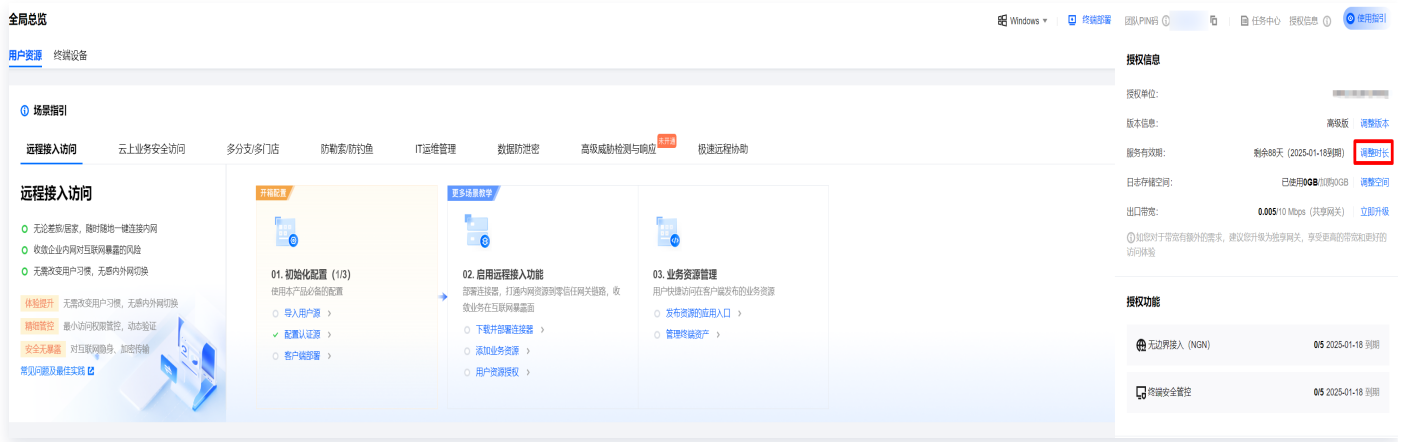 全局总览
Windows
终端部署
团队PIN码
任务中心
授权信息
使用指引
用户资源
终端设备
场景指引
远程接入访问
云上业务安全访问
多分支/多门店
防勒索/防钓鱼
IT运维管理
数据防泄密
高级威胁检测与响应
未开通
极速远程协助
远程接入访问
无论差旅/居家，随时随地一键连接内网
收敛企业内网对互联网暴露的风险
无需改变用户习惯，无感内外网切换
体验提升 无需改变用户习惯，无感内外网切换
精细管控 最小访问权限管控，动态验证
安全无暴露 对互联网隐身、加密传输
常见问题及最佳实践
开箱配置
01. 初始化配置（1/3）
使用本产品必备的配置
导入用户源
配置认证源
客户端部署
更多场景教学
02. 启用远程接入功能
部署连接器，打通内网资源到零信任网关链路，收
敛业务在互联网暴露面
下载并部署连接器
添加业务资源
用户资源授权
03. 业务资源管理
用户快捷访问在客户端发布的业务资源
发布资源的应用入口
管理终端资产
授权信息
授权单位：
版本信息： 高级版 调整版本
服务有效期： 剩余88天（2025-01-18到期） 调整时长
日志存储空间： 已使用0GB/加购0GB 调整空间
出口带宽： 0.005/10 Mbps（共享网关） 立即升级
如您对于带宽有额外的需求，建议您升级为独享网关，享受更高的带宽和更好的
访问体验
授权功能
无边界接入（NGN） 0/5 2025-01-18 到期
终端安全管控 0/5 2025-01-18 到期